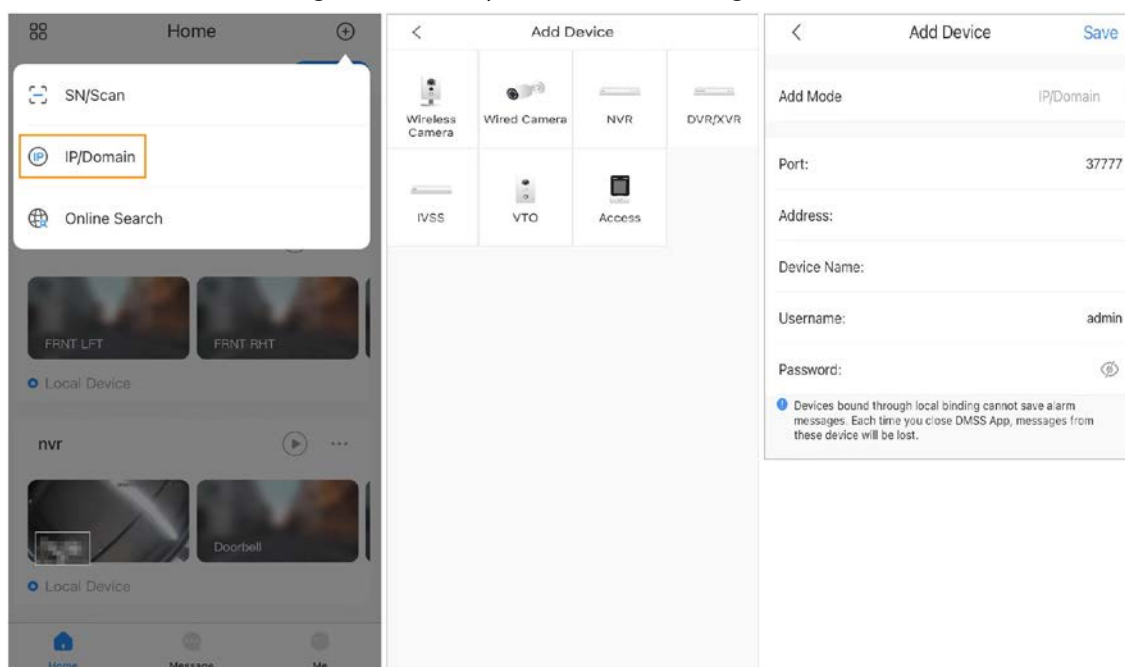 Home
SN/Scan
IP
IP/Domain
Online Search
FRNT LFT
FRNT RHT
Local Device
nvr
Doorbell
Local Device
Home
Message
Me
Add Device
Wireless
Camera
Wired Camera
NVR
DVR/XVR
IVSS
VTO
Access
Add Device
Save
Add Mode
IP/Domain
Port:
37777
Address:
Device Name:
Username:
admin
Password:
Devices bound through local binding cannot save alarm
messages. Each time you close DMSS App, messages from
these device will be lost.